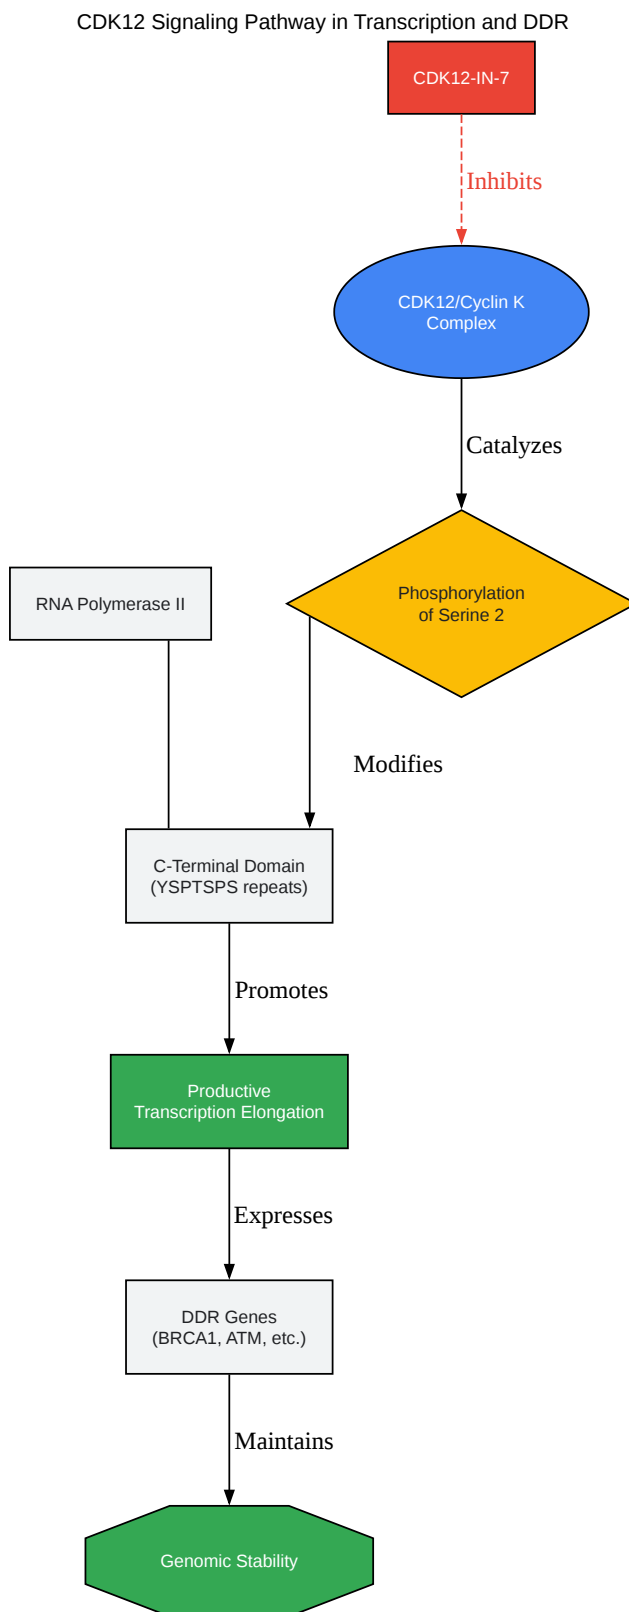 CDK12 Signaling Pathway in Transcription and DDR
CDK12-IN-7
Inhibits
CDK12/Cyclin K
Complex
Catalyzes
Phosphorylation
of Serine 2
RNA Polymerase II
Modifies
C-Terminal Domain
(YSPTSPS repeats)
Promotes
Productive
Transcription Elongation
Expresses
DDR Genes
(BRCA1, ATM, etc.)
Maintains
Genomic Stability